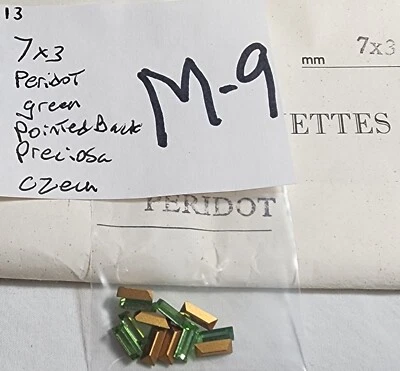 13
7x3
Peridot
green
pointed Back
Preciosa
Czech
M-9
mm 7x3
ETTES
PERIDOT